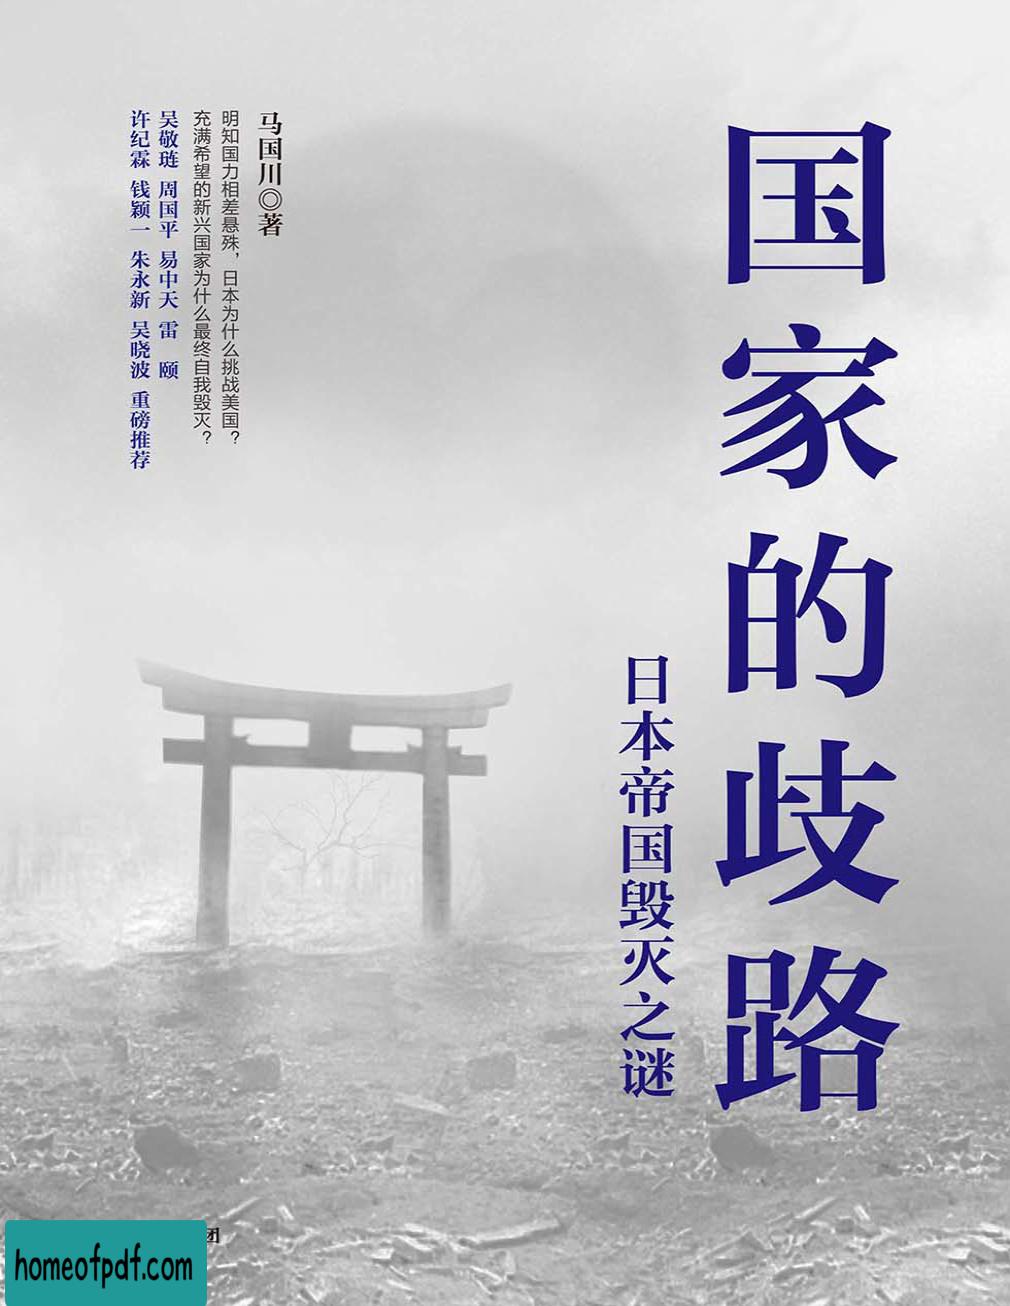 国家的歧路
日本帝国毁灭之谜
马国川◎著
明知国力相差悬殊，日本为什么挑战美国？
充满希望的新兴国家为什么最终自我毁灭？
吴敬琏 周国平 易中天 雷　颐
许纪霖 钱颖一 朱永新 吴晓波 重磅推荐
团
homeofpdf.com